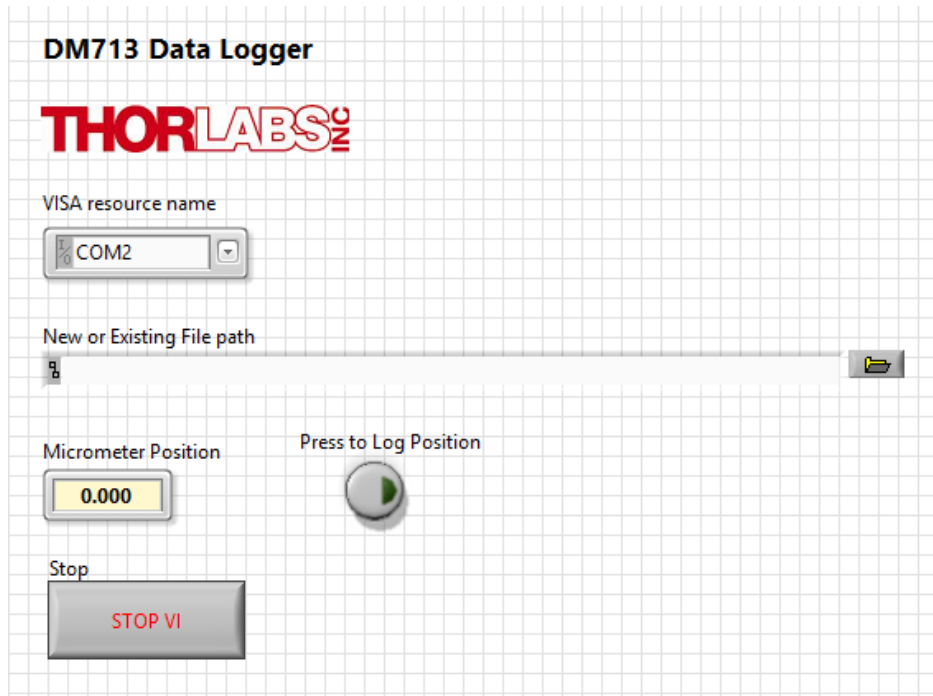 DM713 Data Logger
THORLABS INC
VISA resource name
I/O COM2
New or Existing File path
Micrometer Position
Press to Log Position
0.000
Stop
STOP VI